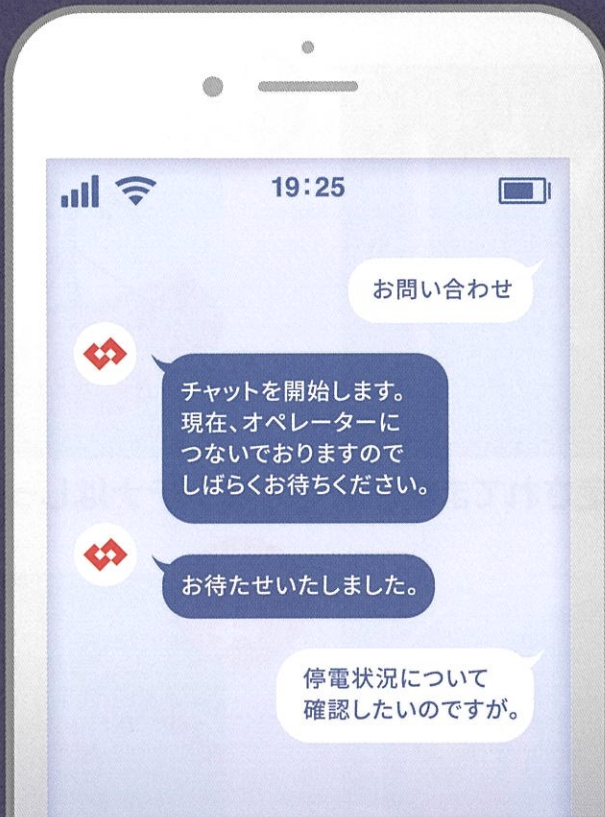 19:25
お問い合わせ
チャットを開始します。
現在、オペレーターに
つないでおりますので
しばらくお待ちください。
お待たせいたしました。
停電状況について
確認したいのですが。